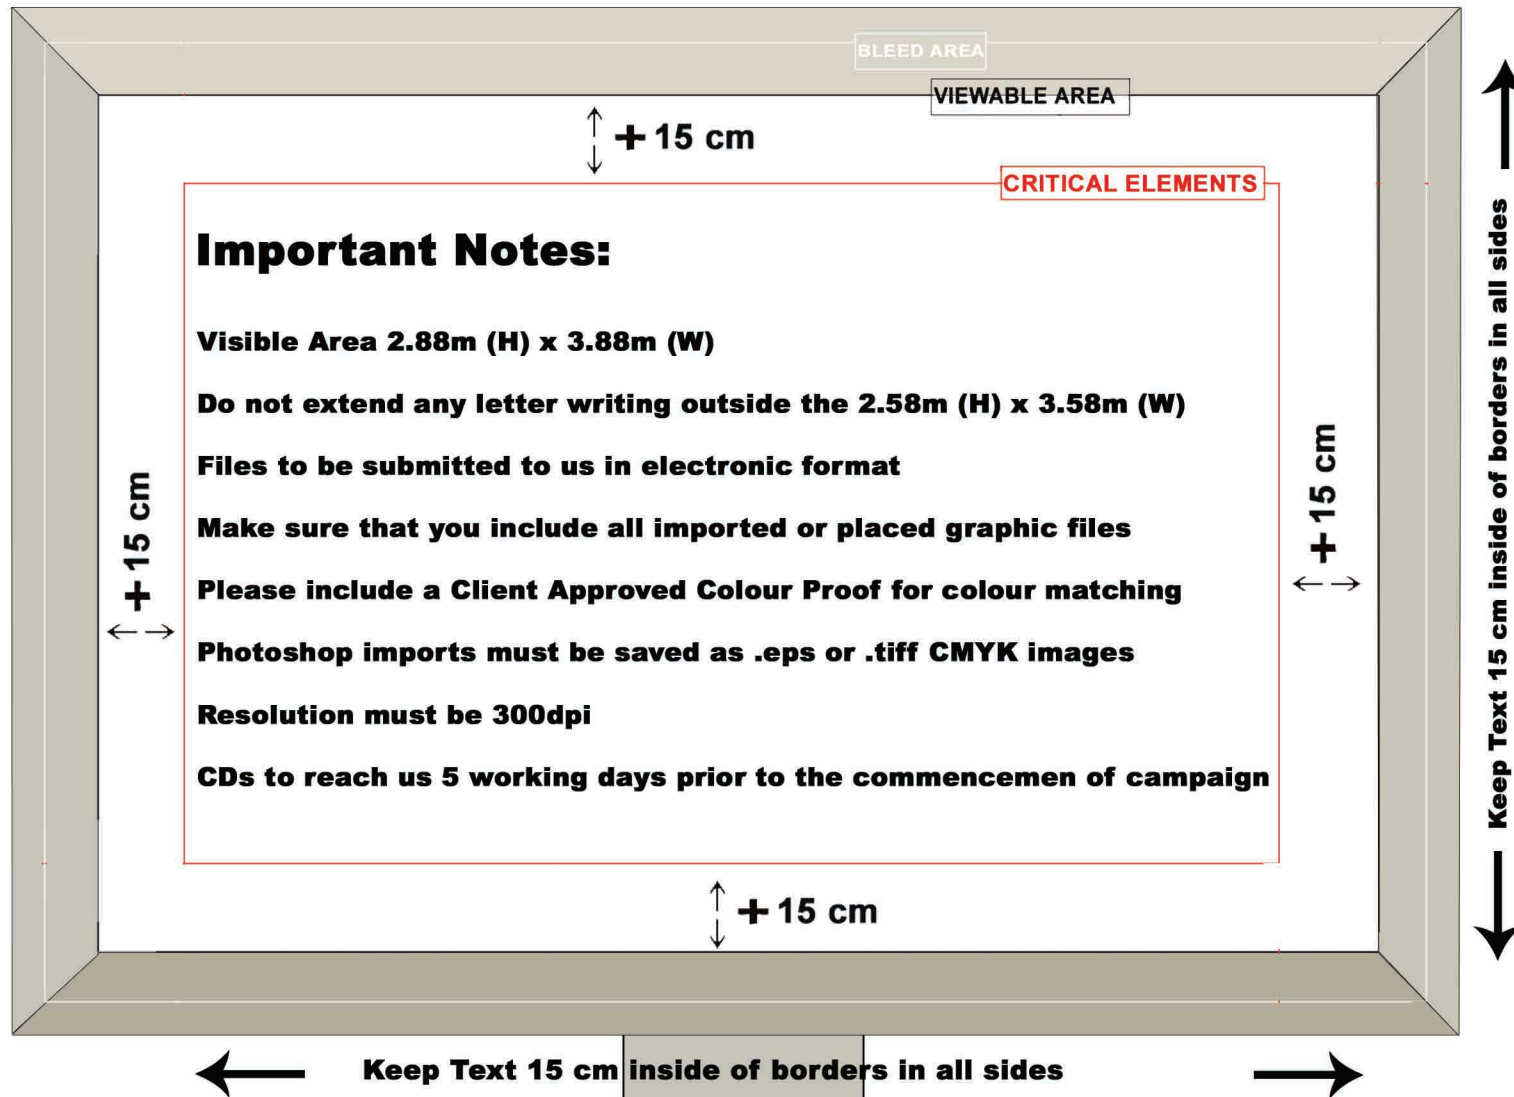 BLEED AREA
VIEWABLE AREA
+ 15 cm
CRITICAL ELEMENTS
Important Notes:
Visible Area 2.88m (H) x 3.88m (W)
Do not extend any letter writing outside the 2.58m (H) x 3.58m (W)
Files to be submitted to us in electronic format
Make sure that you include all imported or placed graphic files
Please include a Client Approved Colour Proof for colour matching
Photoshop imports must be saved as .eps or .tiff CMYK images
Resolution must be 300dpi
CDs to reach us 5 working days prior to the commencemen of campaign
+ 15 cm
+ 15 cm
+ 15 cm
Keep Text 15 cm inside of borders in all sides
Keep Text 15 cm inside of borders in all sides